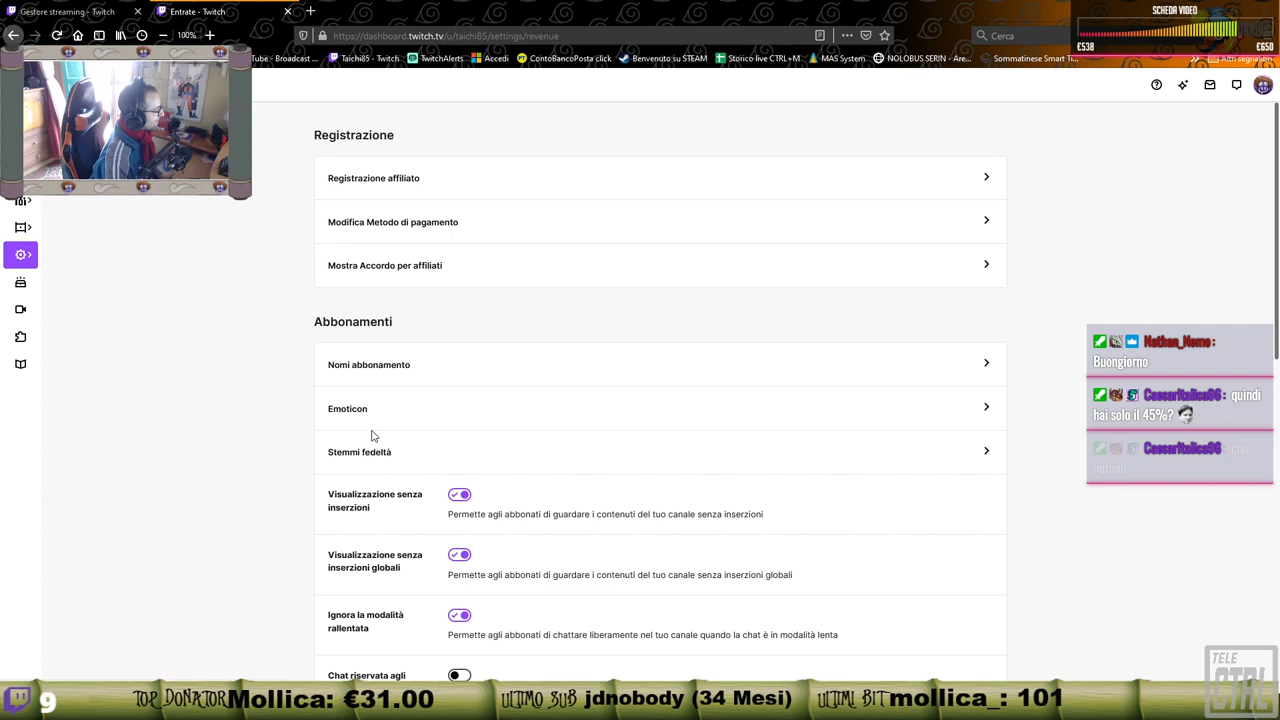 Gestore streaming - Twitch
Entrate - Twitch
100%
https://dashboard.twitch.tv/u/taichi85/settings/revenue
Cerca
SCHEDA VIDEO
€538
€650
Tube - Broadcast ...
Taichi85 - Twitch
TwitchAlerts
Accedi
ContoBancoPosta click
Benvenuto su STEAM
Storico live CTRL+M
MAS System
NOLOBUS SERIN - Are...
Sommatinese Smart Ti...
Altri segnalibri
Registrazione
Registrazione affiliato
Modifica Metodo di pagamento
Mostra Accordo per affiliati
Abbonamenti
Nomi abbonamento
Emoticon
Stemmi fedeltà
Visualizzazione senza
inserzioni
Permette agli abbonati di guardare i contenuti del tuo canale senza inserzioni
Visualizzazione senza
inserzioni globali
Permette agli abbonati di guardare i contenuti del tuo canale senza inserzioni globali
Ignora la modalità
rallentata
Permette agli abbonati di chattare liberamente nel tuo canale quando la chat è in modalità lenta
Chat riservata agli
Nathan_Nemo:
Buongiorno
CaesarItalica96: quindi
hai solo il 45%?
CaesarItalica96: ciao
nathan
TELE
CTRL
9
TOP DONATOR Mollica: €31.00
ULTIMO SUB jdnobody (34 Mesi)
ULTIMI BIT mollica_: 101